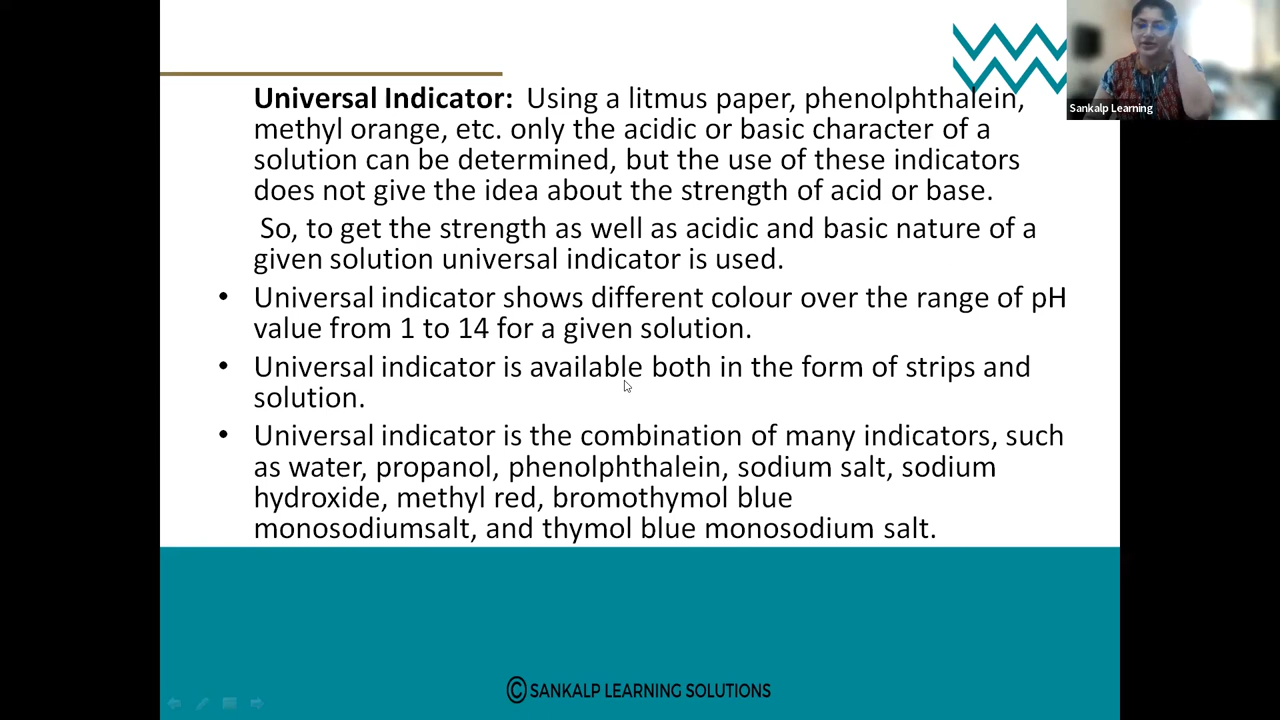 Sankalp Learning
Universal Indicator: Using a litmus paper, phenolphthalein,
methyl orange, etc. only the acidic or basic character of a
solution can be determined, but the use of these indicators
does not give the idea about the strength of acid or base.
So, to get the strength as well as acidic and basic nature of a
given solution universal indicator is used.
• Universal indicator shows different colour over the range of pH
value from 1 to 14 for a given solution.
• Universal indicator is available both in the form of strips and
solution.
• Universal indicator is the combination of many indicators, such
as water, propanol, phenolphthalein, sodium salt, sodium
hydroxide, methyl red, bromothymol blue
monosodiumsalt, and thymol blue monosodium salt.
© SANKALP LEARNING SOLUTIONS